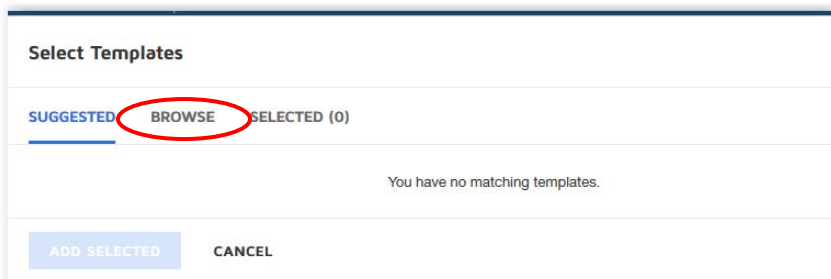 Select Templates
SUGGESTED BROWSE SELECTED (0)
You have no matching templates.
ADD SELECTED CANCEL